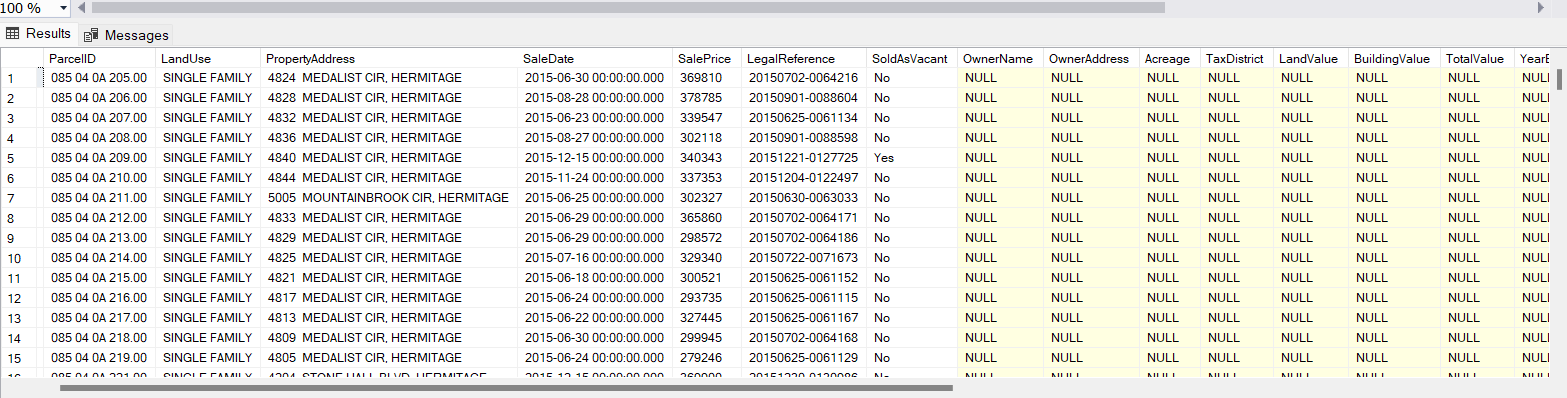 100 %
Results Messages
ParcelID LandUse PropertyAddress SaleDate SalePrice LegalReference SoldAsVacant OwnerName OwnerAddress Acreage TaxDistrict LandValue BuildingValue TotalValue
1 085 04 0A 205.00 SINGLE FAMILY 4824 MEDALIST CIR, HERMITAGE 2015-06-30 00:00:00.000 369810 20150702-0064216 No NULL NULL NULL NULL NULL NULL NULL NULL
2 085 04 0A 206.00 SINGLE FAMILY 4828 MEDALIST CIR, HERMITAGE 2015-08-28 00:00:00.000 378785 20150901-0088604 No NULL NULL NULL NULL NULL NULL NULL NULL
3 085 04 0A 207.00 SINGLE FAMILY 4832 MEDALIST CIR, HERMITAGE 2015-06-23 00:00:00.000 339547 20150625-0061134 No NULL NULL NULL NULL NULL NULL NULL NULL
4 085 04 0A 208.00 SINGLE FAMILY 4836 MEDALIST CIR, HERMITAGE 2015-08-27 00:00:00.000 302118 20150901-0088598 No NULL NULL NULL NULL NULL NULL NULL NULL
5 085 04 0A 209.00 SINGLE FAMILY 4840 MEDALIST CIR, HERMITAGE 2015-12-15 00:00:00.000 340343 20151221-0127725 Yes NULL NULL NULL NULL NULL NULL NULL NULL
6 085 04 0A 210.00 SINGLE FAMILY 4844 MEDALIST CIR, HERMITAGE 2015-11-24 00:00:00.000 337353 20151204-0122497 No NULL NULL NULL NULL NULL NULL NULL NULL
7 085 04 0A 211.00 SINGLE FAMILY 5005 MOUNTAINBROOK CIR, HERMITAGE 2015-06-25 00:00:00.000 302327 20150630-0063033 No NULL NULL NULL NULL NULL NULL NULL NULL
8 085 04 0A 212.00 SINGLE FAMILY 4833 MEDALIST CIR, HERMITAGE 2015-06-29 00:00:00.000 365860 20150702-0064171 No NULL NULL NULL NULL NULL NULL NULL NULL
9 085 04 0A 213.00 SINGLE FAMILY 4829 MEDALIST CIR, HERMITAGE 2015-06-29 00:00:00.000 298572 20150702-0064186 No NULL NULL NULL NULL NULL NULL NULL NULL
10 085 04 0A 214.00 SINGLE FAMILY 4825 MEDALIST CIR, HERMITAGE 2015-07-16 00:00:00.000 329340 20150722-0071673 No NULL NULL NULL NULL NULL NULL NULL NULL
11 085 04 0A 215.00 SINGLE FAMILY 4821 MEDALIST CIR, HERMITAGE 2015-06-18 00:00:00.000 300521 20150625-0061152 No NULL NULL NULL NULL NULL NULL NULL NULL
12 085 04 0A 216.00 SINGLE FAMILY 4817 MEDALIST CIR, HERMITAGE 2015-06-24 00:00:00.000 293735 20150625-0061115 No NULL NULL NULL NULL NULL NULL NULL NULL
13 085 04 0A 217.00 SINGLE FAMILY 4813 MEDALIST CIR, HERMITAGE 2015-06-22 00:00:00.000 327445 20150625-0061167 No NULL NULL NULL NULL NULL NULL NULL NULL
14 085 04 0A 218.00 SINGLE FAMILY 4809 MEDALIST CIR, HERMITAGE 2015-06-30 00:00:00.000 299945 20150702-0064168 No NULL NULL NULL NULL NULL NULL NULL NULL
15 085 04 0A 219.00 SINGLE FAMILY 4805 MEDALIST CIR, HERMITAGE 2015-06-24 00:00:00.000 279246 20150625-0061129 No NULL NULL NULL NULL NULL NULL NULL NULL